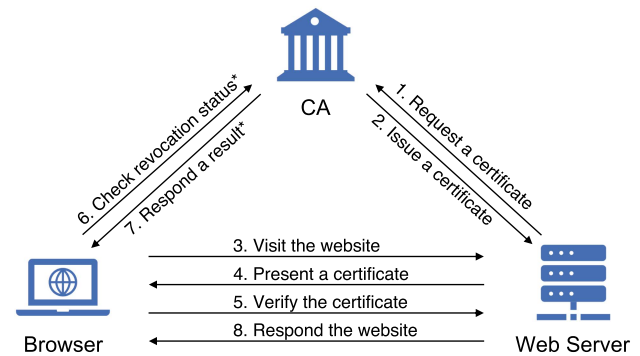 CA
1. Request a certificate
2. Issue a certificate
6. Check revocation status*
7. Respond a result*
3. Visit the website
4. Present a certificate
5. Verify the certificate
8. Respond the website
Browser
Web Server